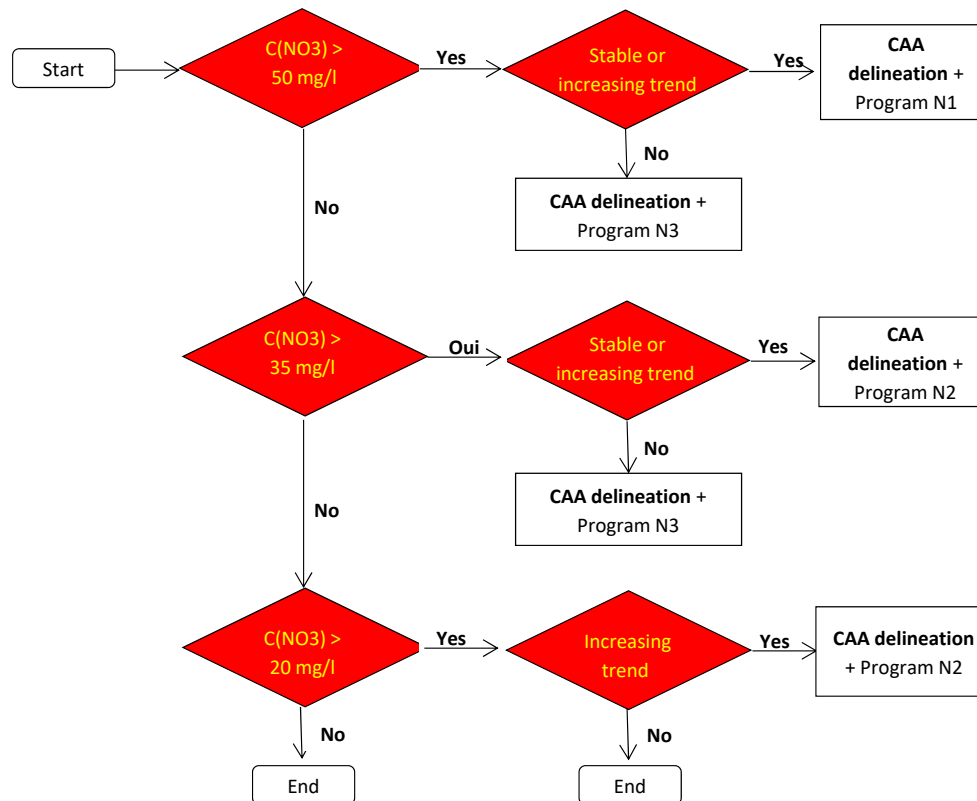 Start
C(NO3) >
50 mg/l
Yes
Stable or
increasing trend
Yes
CAA
delineation +
Program N1
No
CAA delineation +
Program N3
No
C(NO3) >
35 mg/l
Oui
Stable or
increasing trend
Yes
CAA
delineation +
Program N2
No
CAA delineation +
Program N3
No
C(NO3) >
20 mg/l
Yes
Increasing
trend
Yes
CAA delineation
+ Program N2
No
End
No
End